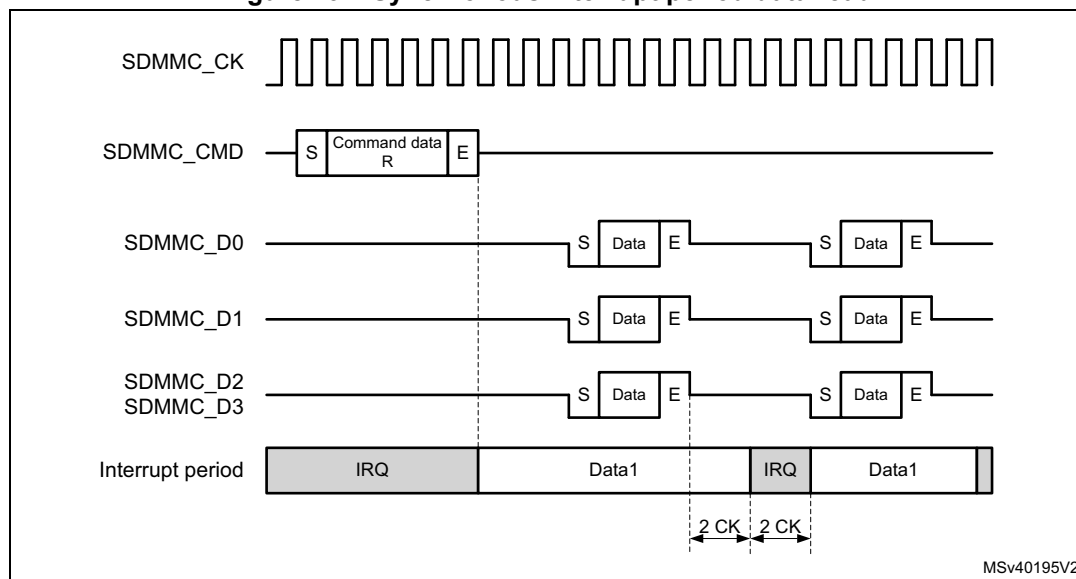 SDMMC_CK
SDMMC_CMD
S
Command data
R
E
SDMMC_D0
S Data E
S Data E
SDMMC_D1
S Data E
S Data E
SDMMC_D2
SDMMC_D3
S Data E
S Data E
Interrupt period
IRQ
Data1
IRQ
Data1
2 CK
2 CK
MSv40195V2